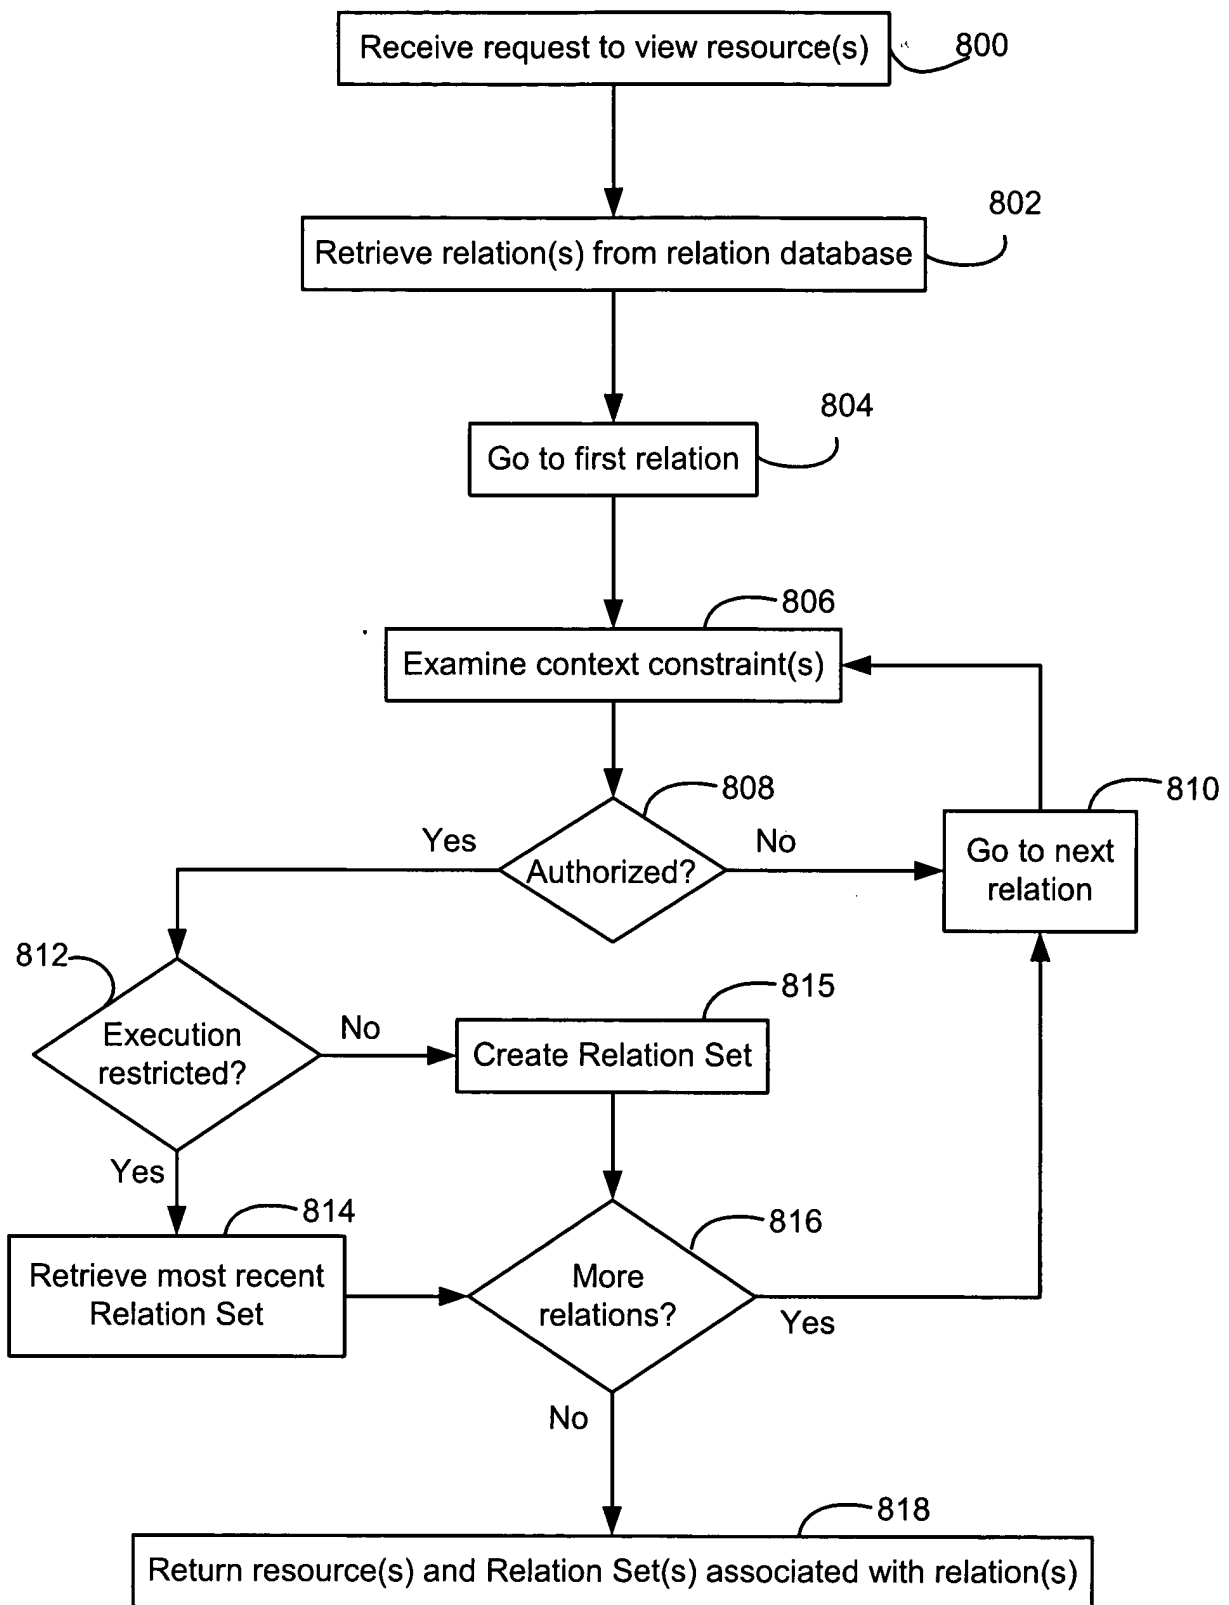 Receive request to view resource(s)
800
802
Retrieve relation(s) from relation database
804
Go to first relation
806
Examine context constraint(s)
808
810
Yes
No
Authorized?
Go to next
relation
812
Execution
restricted?
No
815
Create Relation Set
Yes
814
Retrieve most recent
Relation Set
816
More
relations?
Yes
No
818
Return resource(s) and Relation Set(s) associated with relation(s)